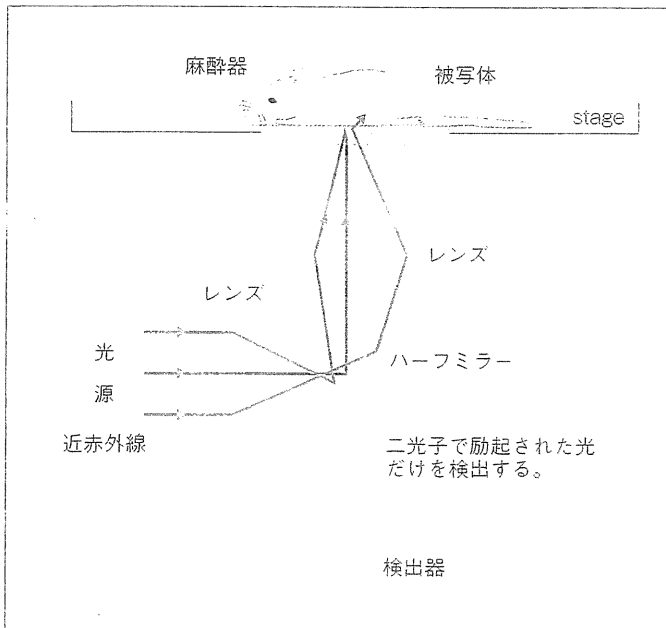 麻酔器
被写体
stage
レンズ
レンズ
光
ハーフミラー
源
近赤外線
二光子で励起された光
だけを検出する。
検出器